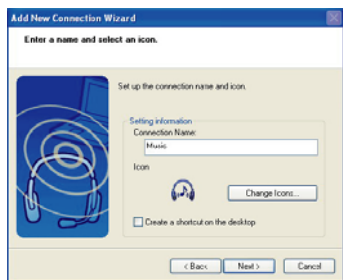 Add New Connection Wizard
Enter a name and select an icon.
Set up the connection name and icon.
Setting information
Connection Name:
Music
Icon
Change Icons...
Create a shortcut on the desktop
< Back
Next >
Cancel